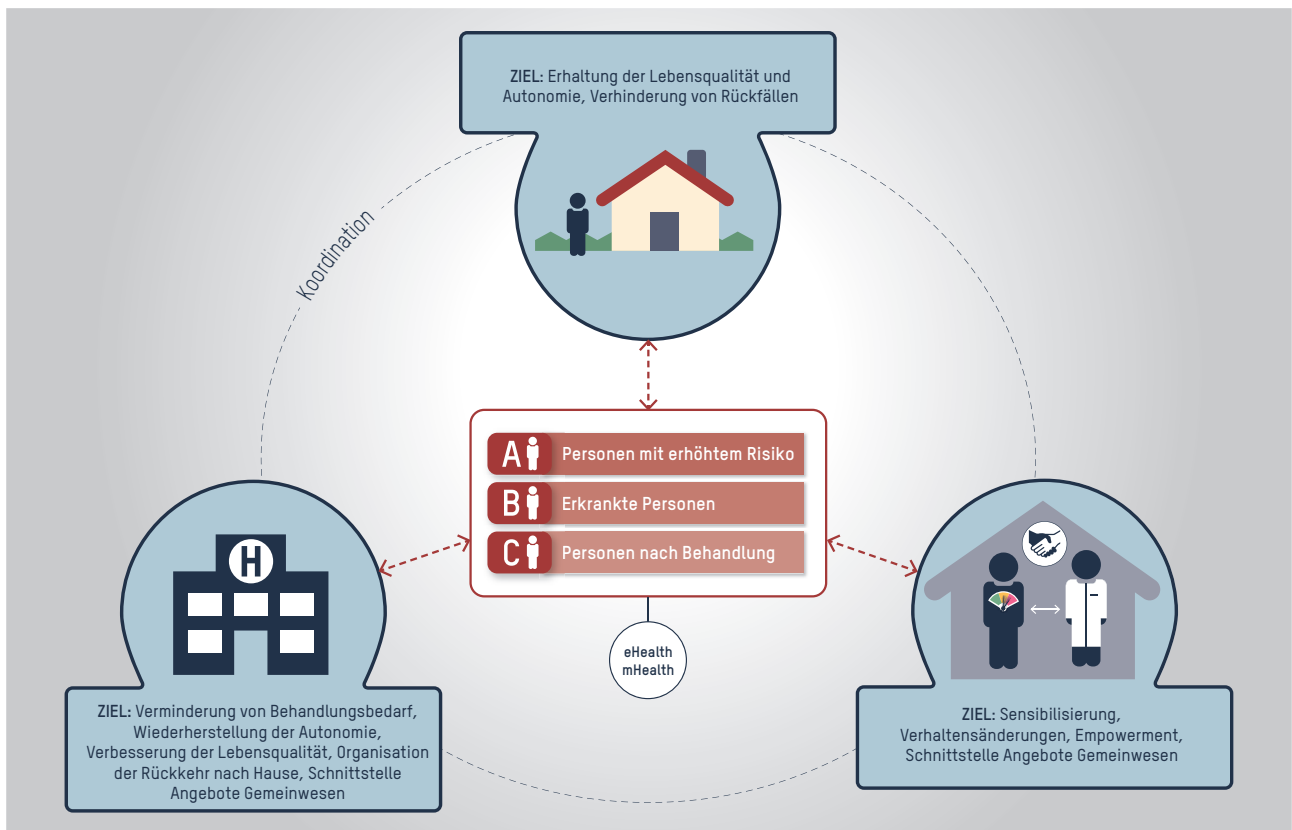 ZIEL: Erhaltung der Lebensqualität und
Autonomie, Verhinderung von Rückfällen
Koordination
A Personen mit erhöhtem Risiko
B Erkrankte Personen
C Personen nach Behandlung
H
eHealth
mHealth
ZIEL: Verminderung von Behandlungsbedarf,
Wiederherstellung der Autonomie,
Verbesserung der Lebensqualität, Organisation
der Rückkehr nach Hause, Schnittstelle
Angebote Gemeinwesen
ZIEL: Sensibilisierung,
Verhaltensänderungen, Empowerment,
Schnittstelle Angebote Gemeinwesen